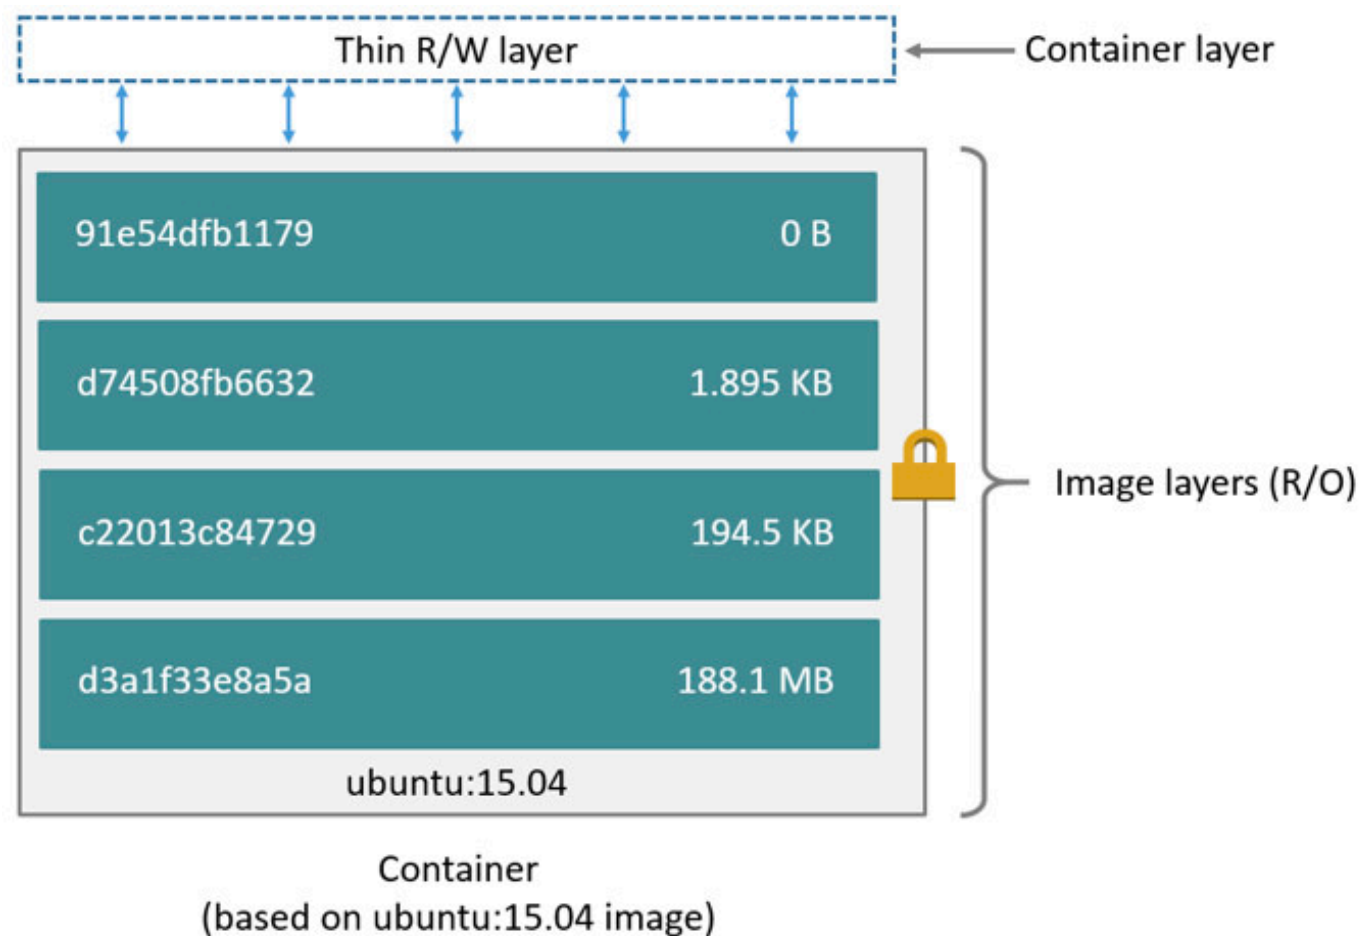 Thin R/W layer
Container layer
91e54dfb1179 0 B
d74508fb6632 1.895 KB
c22013c84729 194.5 KB
d3a1f33e8a5a 188.1 MB
Image layers (R/O)
ubuntu:15.04
Container
(based on ubuntu:15.04 image)